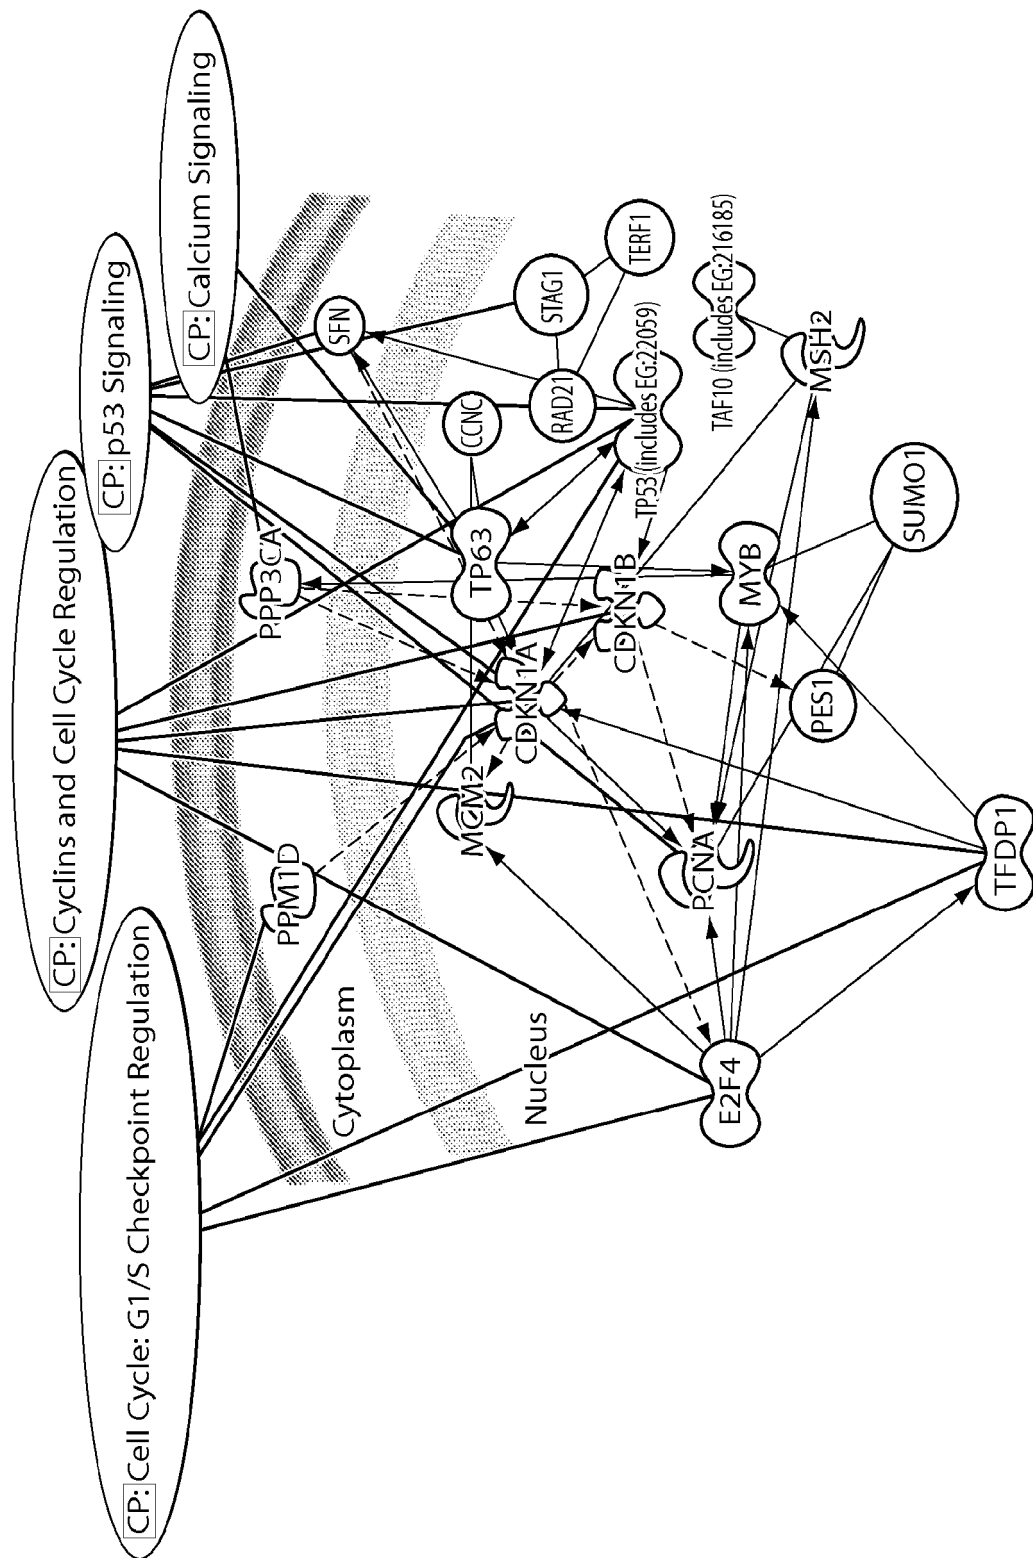 CP: Cell Cycle: G1/S Checkpoint Regulation
CP: Cyclins and Cell Cycle Regulation
CP: p53 Signaling
CP: Calcium Signaling
PPM1D
PPP3CA
SFN
Cytoplasm
MCM2
TP63
CCNC
CDKN1A
Nucleus
RAD21
STAG1
CDKN1B
TP53 (includes EG:22059)
TERF1
E2F4
PCNA
MYB
TAF10 (includes EG:216185)
PES1
MSH2
SUMO1
TFDP1